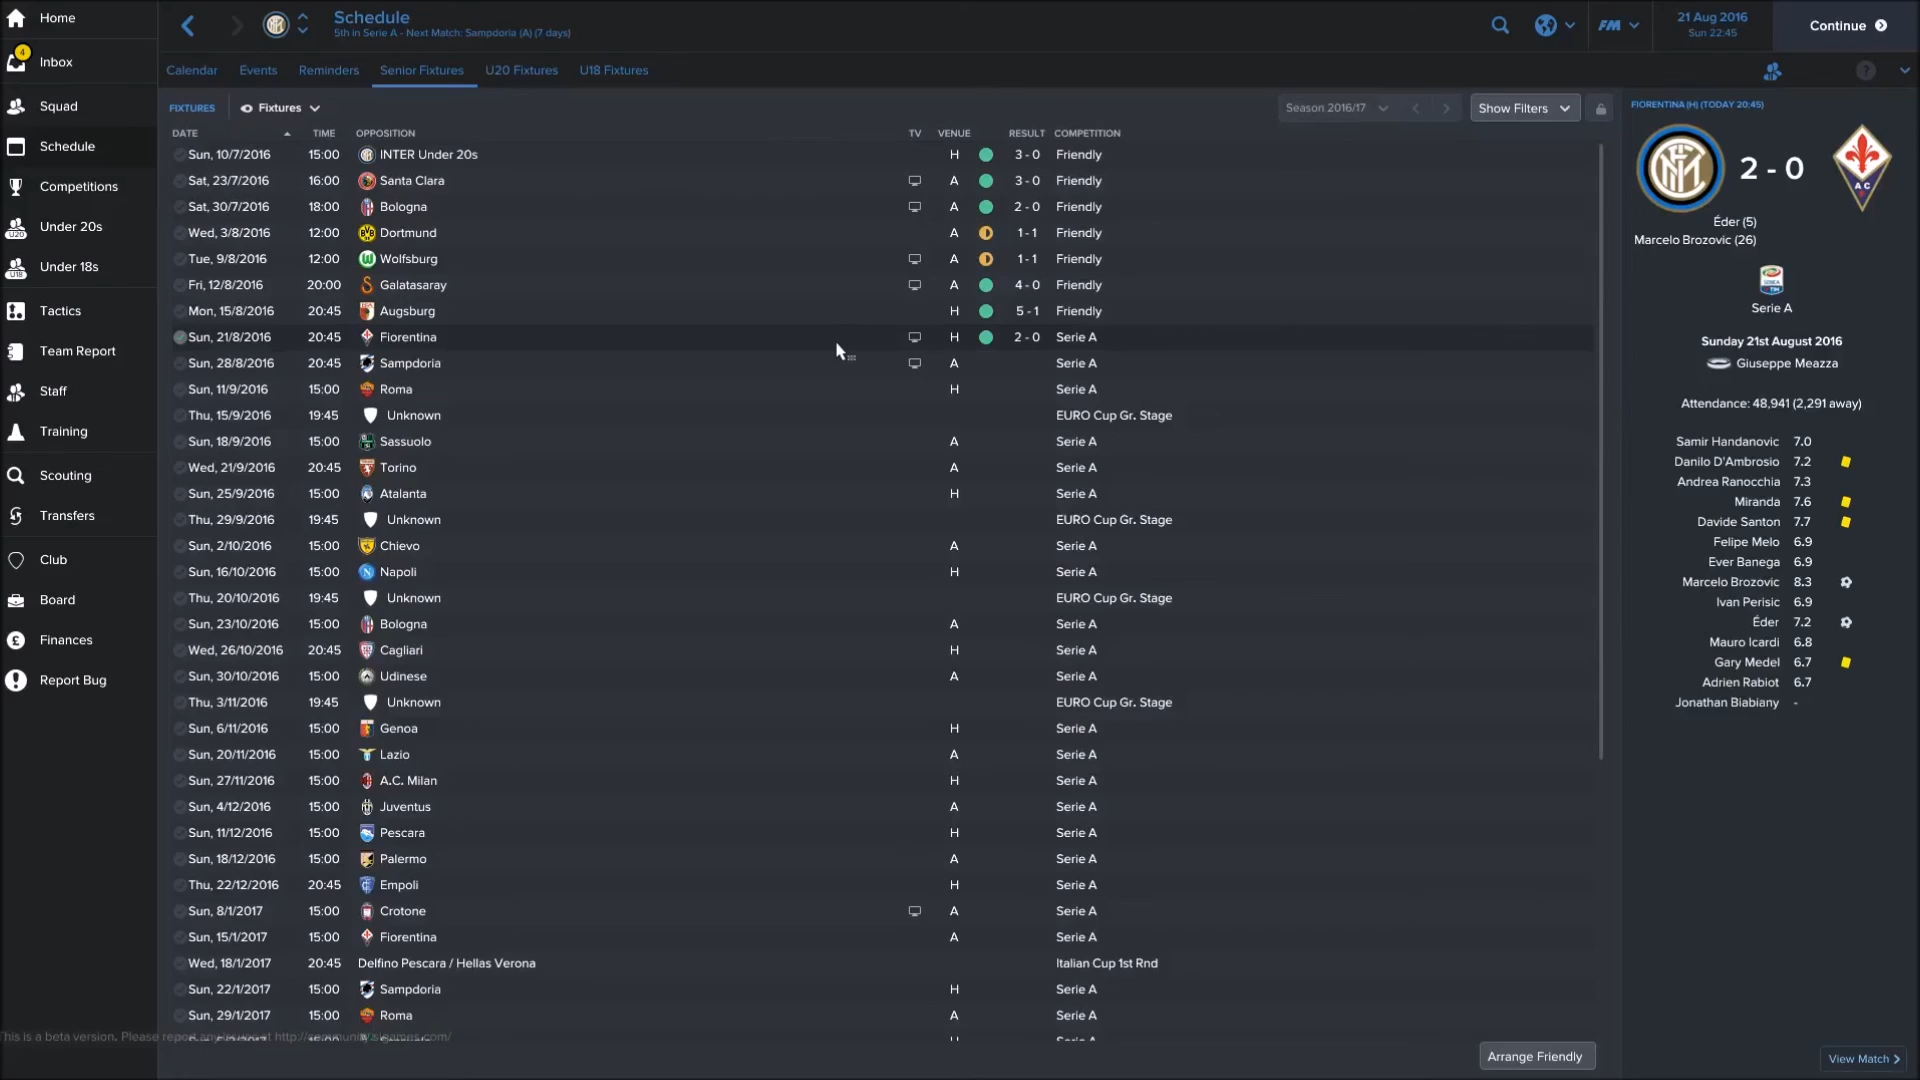 Home
Inbox
4
Squad
Schedule
Competitions
Under 20s
U20
Under 18s
U18
Tactics
Team Report
Staff
Training
Scouting
Transfers
Club
Board
Finances
Report Bug
Schedule
5th in Serie A - Next Match: Sampdoria (A) (7 days)
FM
21 Aug 2016
Sun 22:45
Continue
Calendar Events Reminders Senior Fixtures U20 Fixtures U18 Fixtures
FIXTURES Fixtures Season 2016/17 Show Filters
DATE TIME OPPOSITION TV VENUE RESULT COMPETITION
Sun, 10/7/2016 15:00 INTER Under 20s H 3 - 0 Friendly
Sat, 23/7/2016 16:00 Santa Clara A 3 - 0 Friendly
Sat, 30/7/2016 18:00 Bologna A 2 - 0 Friendly
Wed, 3/8/2016 12:00 Dortmund A 1 - 1 Friendly
Tue, 9/8/2016 12:00 Wolfsburg A 1 - 1 Friendly
Fri, 12/8/2016 20:00 Galatasaray A 4 - 0 Friendly
Mon, 15/8/2016 20:45 Augsburg H 5 - 1 Friendly
Sun, 21/8/2016 20:45 Fiorentina H 2 - 0 Serie A
Sun, 28/8/2016 20:45 Sampdoria A Serie A
Sun, 11/9/2016 15:00 Roma H Serie A
Thu, 15/9/2016 19:45 Unknown EURO Cup Gr. Stage
Sun, 18/9/2016 15:00 Sassuolo A Serie A
Wed, 21/9/2016 20:45 Torino A Serie A
Sun, 25/9/2016 15:00 Atalanta H Serie A
Thu, 29/9/2016 19:45 Unknown EURO Cup Gr. Stage
Sun, 2/10/2016 15:00 Chievo A Serie A
Sun, 16/10/2016 15:00 Napoli H Serie A
Thu, 20/10/2016 19:45 Unknown EURO Cup Gr. Stage
Sun, 23/10/2016 15:00 Bologna A Serie A
Wed, 26/10/2016 20:45 Cagliari H Serie A
Sun, 30/10/2016 15:00 Udinese A Serie A
Thu, 3/11/2016 19:45 Unknown EURO Cup Gr. Stage
Sun, 6/11/2016 15:00 Genoa H Serie A
Sun, 20/11/2016 15:00 Lazio A Serie A
Sun, 27/11/2016 15:00 A.C. Milan H Serie A
Sun, 4/12/2016 15:00 Juventus A Serie A
Sun, 11/12/2016 15:00 Pescara H Serie A
Sun, 18/12/2016 15:00 Palermo A Serie A
Thu, 22/12/2016 20:45 Empoli H Serie A
Sun, 8/1/2017 15:00 Crotone A Serie A
Sun, 15/1/2017 15:00 Fiorentina A Serie A
Wed, 18/1/2017 20:45 Delfino Pescara / Hellas Verona Italian Cup 1st Rnd
Sun, 22/1/2017 15:00 Sampdoria H Serie A
Sun, 29/1/2017 15:00 Roma A Serie A
This is a beta version. Please report any issues at http://community.sigames.com/
Arrange Friendly
FIORENTINA (H) (TODAY 20:45)
2 - 0
Éder (5)
Marcelo Brozovic (26)
Serie A
Sunday 21st August 2016
Giuseppe Meazza
Attendance: 48,941 (2,291 away)
Samir Handanovic 7.0
Danilo D'Ambrosio 7.2
Andrea Ranocchia 7.3
Miranda 7.6
Davide Santon 7.7
Felipe Melo 6.9
Ever Banega 6.9
Marcelo Brozovic 8.3
Ivan Perisic 6.9
Éder 7.2
Mauro Icardi 6.8
Gary Medel 6.7
Adrien Rabiot 6.7
Jonathan Biabiany -
View Match